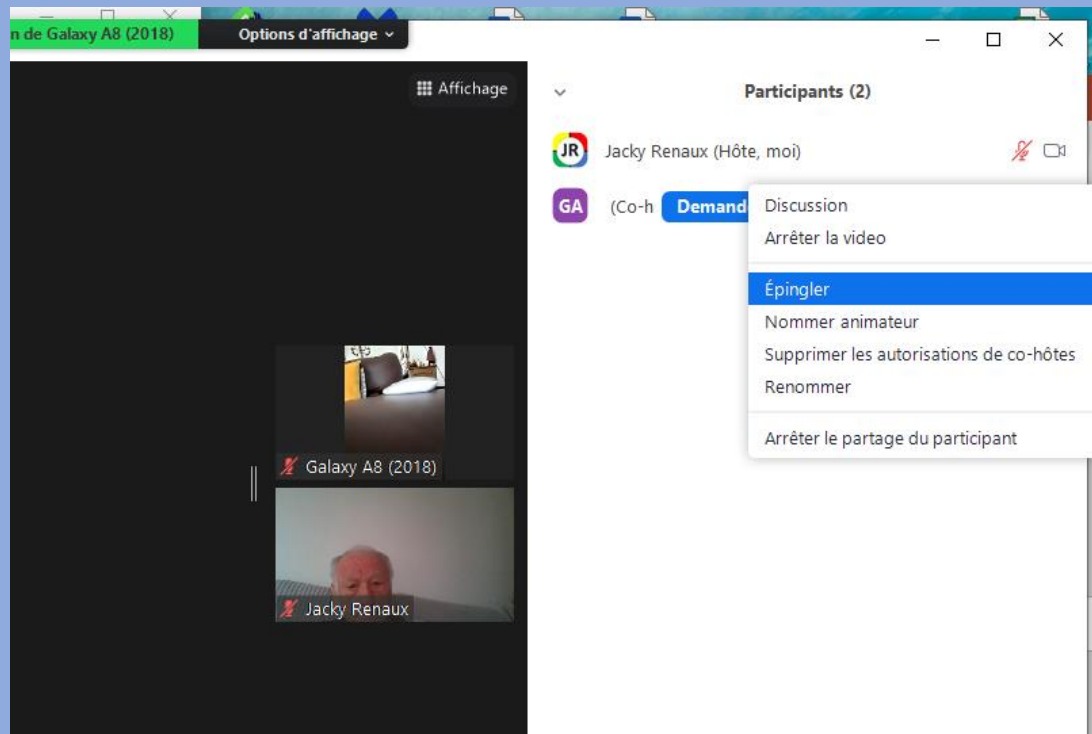 n de Galaxy A8 (2018) Options d'affichage
Affichage
Participants (2)
JR Jacky Renaux (Hôte, moi)
GA (Co-h Demand
Discussion
Arrêter la video
Épingler
Nommer animateur
Supprimer les autorisations de co-hôtes
Renommer
Arrêter le partage du participant
Galaxy A8 (2018)
Jacky Renaux